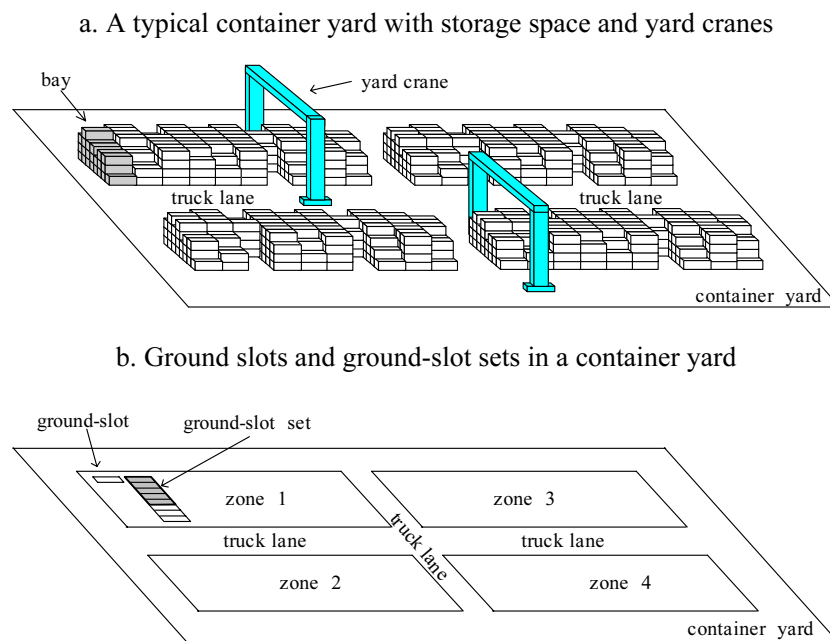 a. A typical container yard with storage space and yard cranes
bay
yard crane
truck lane
truck lane
container yard
b. Ground slots and ground-slot sets in a container yard
ground-slot
ground-slot set
zone 1
zone 3
truck lane
truck lane
truck lane
zone 2
zone 4
container yard